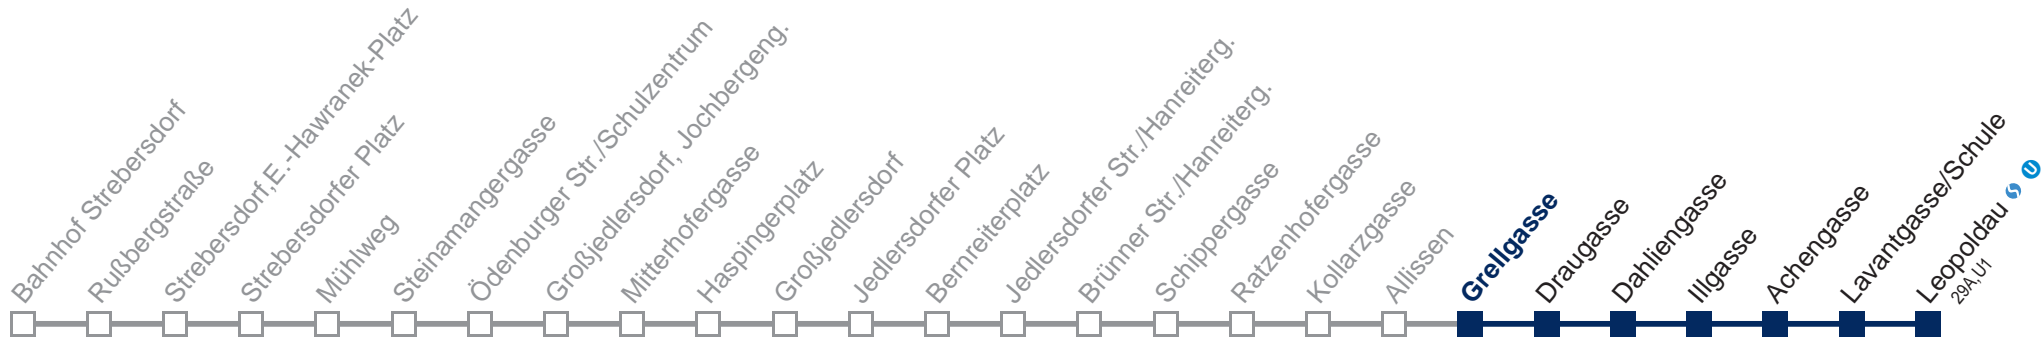 Bahnhof Strebersdorf
Rußbergstraße
Strebersdorf,E.-Hawranek-Platz
Strebersdorfer Platz
Mühlweg
Steinamangergasse
Ödenburger Str./Schulzentrum
Großjedlersdorf, Jochbergeng.
Mitterhofergasse
Haspingerplatz
Großjedlersdorf
Jedlersdorfer Platz
Bernreiterplatz
Jedlersdorfer Str./Hanreiterg.
Brünner Str./Hanreiterg.
Schippergasse
Ratzenhofergasse
Kollarzgasse
Allissen
Grellgasse
Draugasse
Dahliengasse
Illgasse
Achengasse
Lavantgasse/Schule
Leopoldau S U
29A,U1